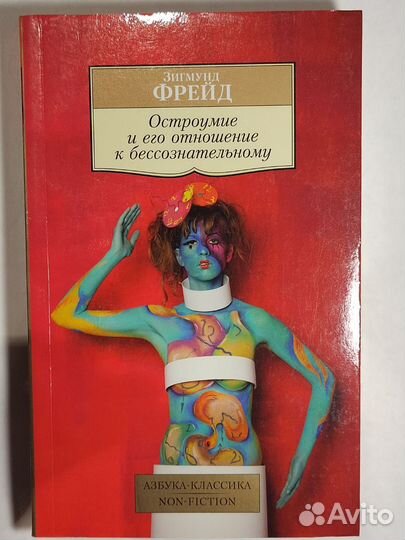 Зигмунд
ФРЕЙД
Остроумие
и его отношение
к бессознательному
АЗБУКА-КЛАССИКА
NON-FICTION
Avito